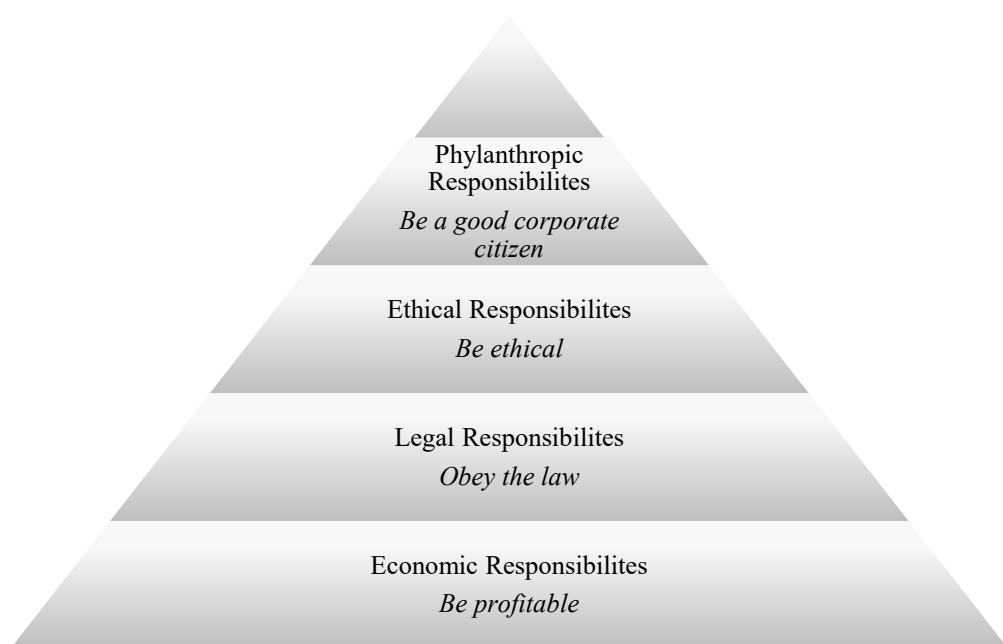 Phylanthropic
Responsibilites
Be a good corporate
citizen
Ethical Responsibilites
Be ethical
Legal Responsibilites
Obey the law
Economic Responsibilites
Be profitable